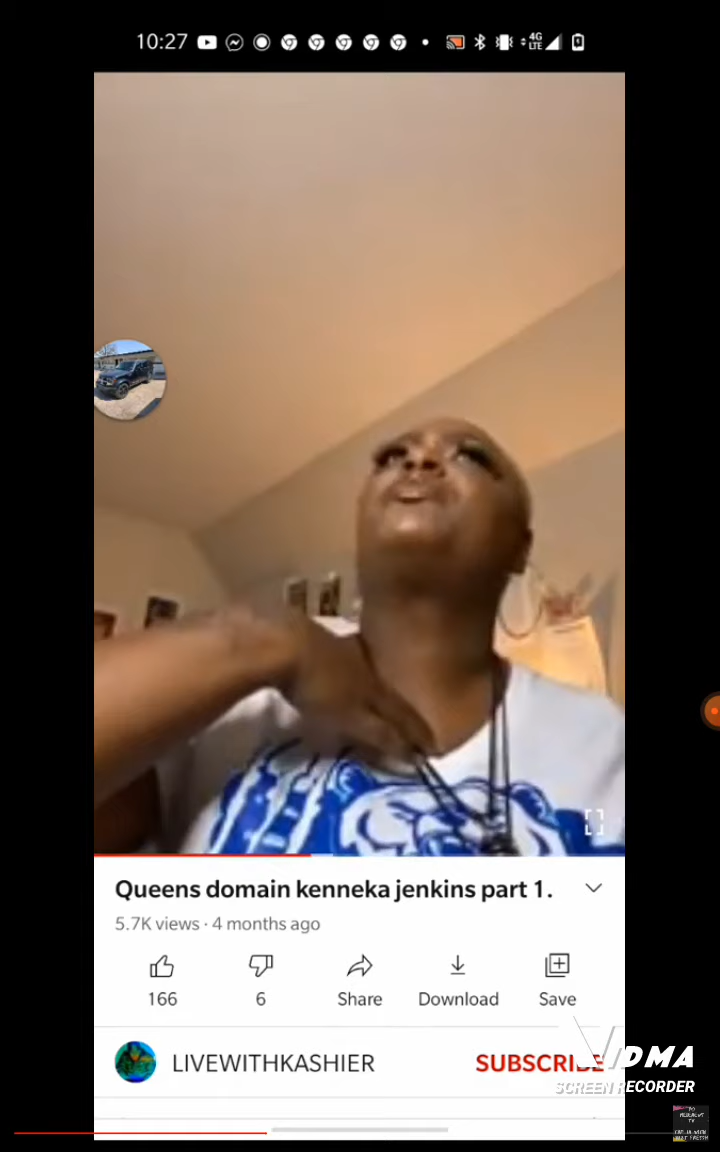 10:27
4G
LTE
Queens domain kenneka jenkins part 1.
5.7K views · 4 months ago
166
6
Share
Download
Save
LIVEWITHKASHIER
SUBSCRIBE
VDMA
SCREEN RECORDER